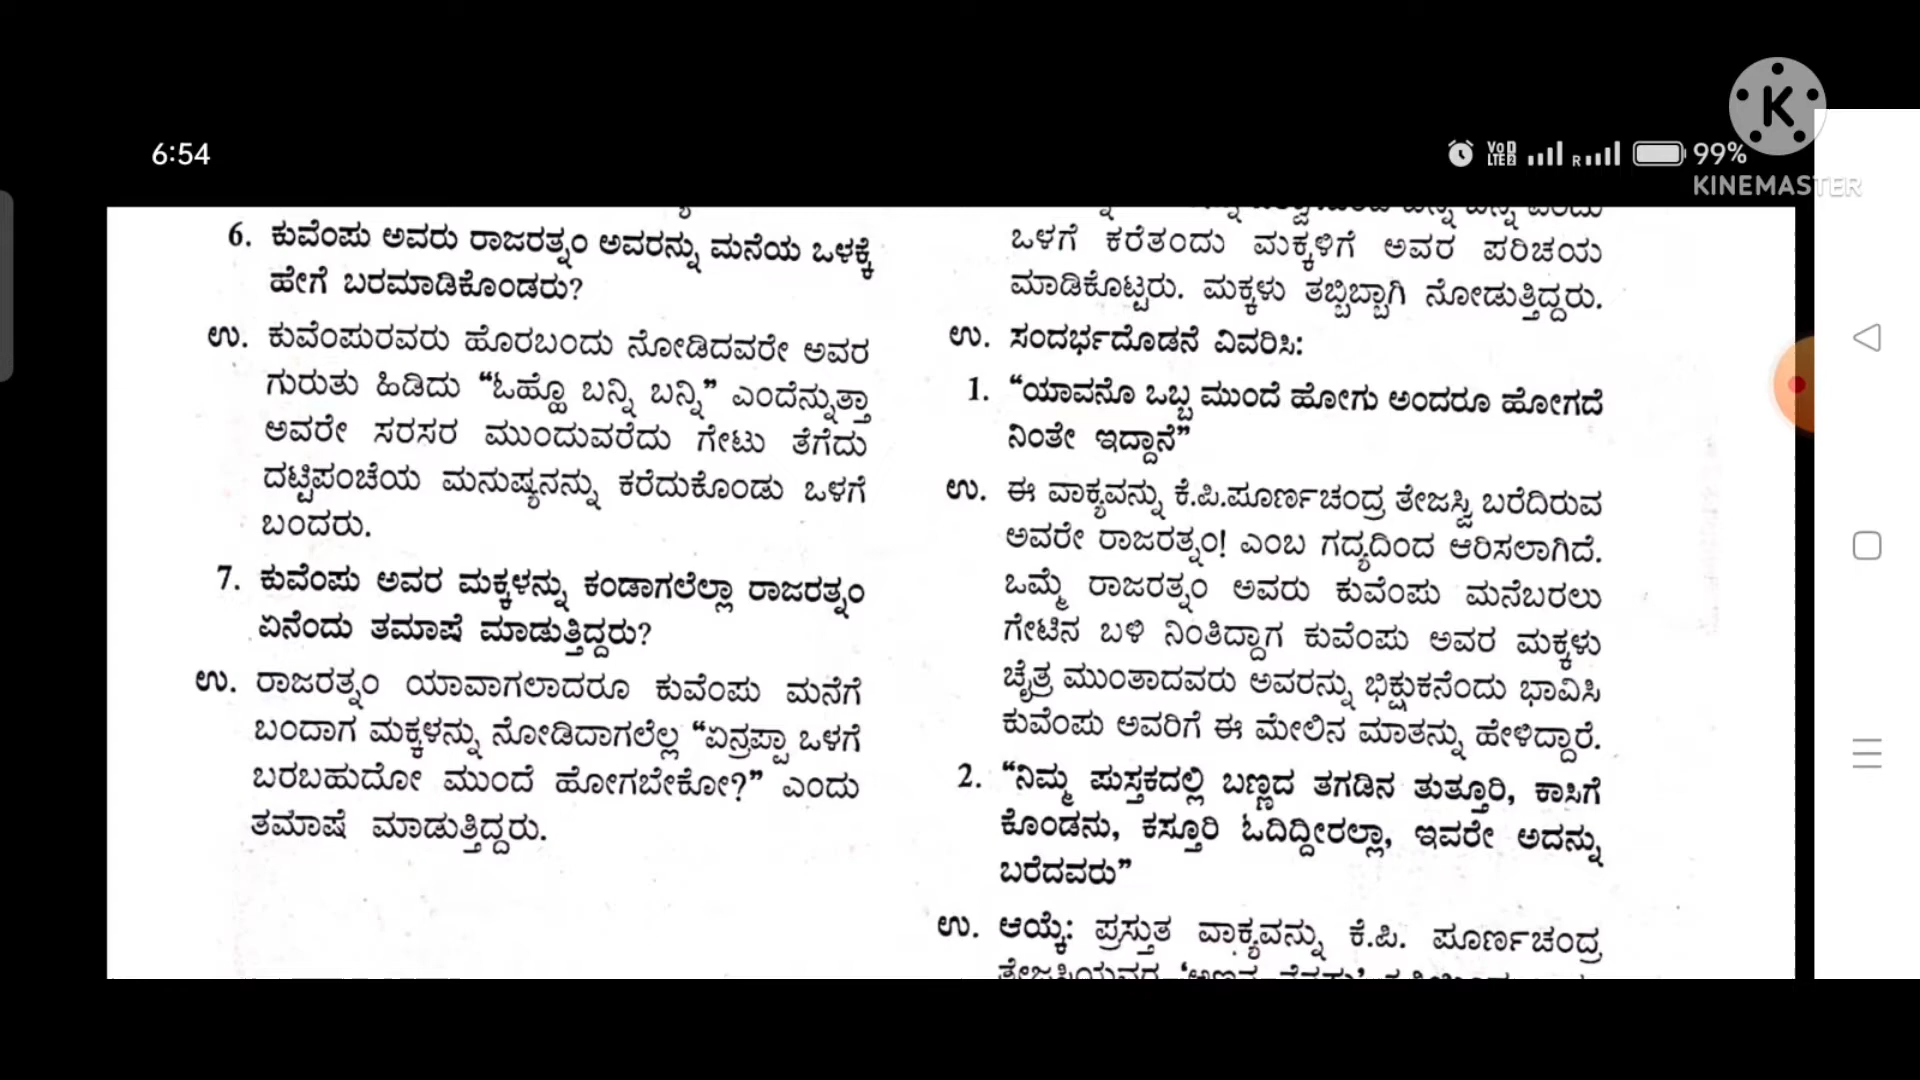 6:54
VoLTE 2 R 99%
KINEMASTER
6. ಕುವೆಂಪು ಅವರು ರಾಜರತ್ನಂ ಅವರನ್ನು ಮನೆಯ ಒಳಕ್ಕೆ
ಹೇಗೆ ಬರಮಾಡಿಕೊಂಡರು?
ಉ. ಕುವೆಂಪುರವರು ಹೊರಬಂದು ನೋಡಿದವರೇ ಅವರ
ಗುರುತು ಹಿಡಿದು “ಓಹ್ಹೊ ಬನ್ನಿ ಬನ್ನಿ” ಎಂದೆನ್ನುತ್ತಾ
ಅವರೇ ಸರಸರ ಮುಂದುವರೆದು ಗೇಟು ತೆಗೆದು
ದಟ್ಟಿಪಂಚೆಯ ಮನುಷ್ಯನನ್ನು ಕರೆದುಕೊಂಡು ಒಳಗೆ
ಬಂದರು.
7. ಕುವೆಂಪು ಅವರ ಮಕ್ಕಳನ್ನು ಕಂಡಾಗಲೆಲ್ಲಾ ರಾಜರತ್ನಂ
ಏನೆಂದು ತಮಾಷೆ ಮಾಡುತ್ತಿದ್ದರು?
ಉ. ರಾಜರತ್ನಂ ಯಾವಾಗಲಾದರೂ ಕುವೆಂಪು ಮನೆಗೆ
ಬಂದಾಗ ಮಕ್ಕಳನ್ನು ನೋಡಿದಾಗಲೆಲ್ಲ “ಏನ್ರಪ್ಪಾ ಒಳಗೆ
ಬರಬಹುದೋ ಮುಂದೆ ಹೋಗಬೇಕೋ?” ಎಂದು
ತಮಾಷೆ ಮಾಡುತ್ತಿದ್ದರು.
ಒಳಗೆ ಕರೆತಂದು ಮಕ್ಕಳಿಗೆ ಅವರ ಪರಿಚಯ
ಮಾಡಿಕೊಟ್ಟರು. ಮಕ್ಕಳು ತಬ್ಬಿಬ್ಬಾಗಿ ನೋಡುತ್ತಿದ್ದರು.
ಉ. ಸಂದರ್ಭದೊಡನೆ ವಿವರಿಸಿ:
1. “ಯಾವನೊ ಒಬ್ಬ ಮುಂದೆ ಹೋಗು ಅಂದರೂ ಹೋಗದೆ
ನಿಂತೇ ಇದ್ದಾನೆ”
ಉ. ಈ ವಾಕ್ಯವನ್ನು ಕೆ.ಪಿ.ಪೂರ್ಣಚಂದ್ರ ತೇಜಸ್ವಿ ಬರೆದಿರುವ
ಅವರೇ ರಾಜರತ್ನಂ! ಎಂಬ ಗದ್ಯದಿಂದ ಆರಿಸಲಾಗಿದೆ.
ಒಮ್ಮೆ ರಾಜರತ್ನಂ ಅವರು ಕುವೆಂಪು ಮನೆಬರಲು
ಗೇಟಿನ ಬಳಿ ನಿಂತಿದ್ದಾಗ ಕುವೆಂಪು ಅವರ ಮಕ್ಕಳು
ಚೈತ್ರ ಮುಂತಾದವರು ಅವರನ್ನು ಭಿಕ್ಷುಕನೆಂದು ಭಾವಿಸಿ
ಕುವೆಂಪು ಅವರಿಗೆ ಈ ಮೇಲಿನ ಮಾತನ್ನು ಹೇಳಿದ್ದಾರೆ.
2. “ನಿಮ್ಮ ಪುಸ್ತಕದಲ್ಲಿ ಬಣ್ಣದ ತಗಡಿನ ತುತ್ತೂರಿ, ಕಾಸಿಗೆ
ಕೊಂಡನು, ಕಸ್ತೂರಿ ಓದಿದ್ದೀರಲ್ಲಾ, ಇವರೇ ಅದನ್ನು
ಬರೆದವರು”
ಉ. ಆಯ್ಕೆ: ಪ್ರಸ್ತುತ ವಾಕ್ಯವನ್ನು ಕೆ.ಪಿ. ಪೂರ್ಣಚಂದ್ರ